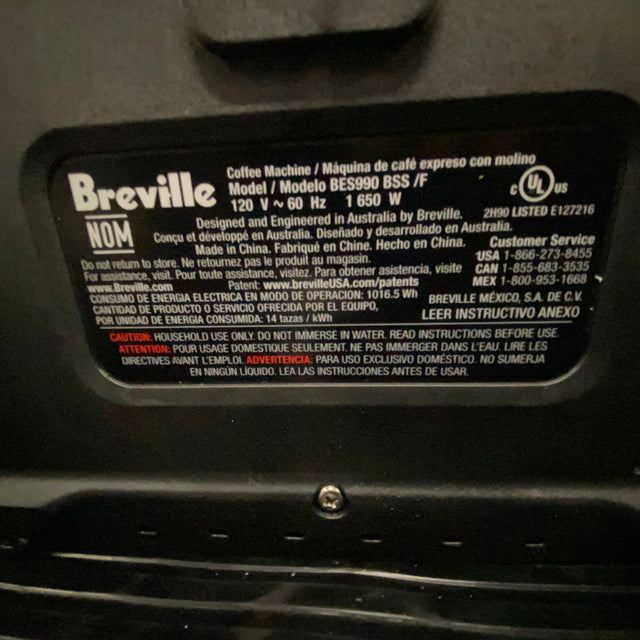 Breville
NOM
Coffee Machine / Máquina de café expreso con molino
Model / Modelo BES990 BSS /F
120 V ~ 60 Hz 1 650 W
c UL us
2H90 LISTED E127216
Designed and Engineered in Australia by Breville.
Conçu et développé en Australia. Diseñado y desarrollado en Australia.
Made in China. Fabriqué en Chine. Hecho en China.
Do not return to store. Ne retournez pas le produit au magasin.
For assistance, visit. Pour toute assistance, visitez. Para obtener asistencia, visite
www.Breville.com
Patent: www.brevilleUSA.com/patents
Customer Service
USA 1-866-273-8455
CAN 1-855-683-3535
MEX 1-800-953-1668
CONSUMO DE ENERGIA ELECTRICA EN MODO DE OPERACION: 1016.5 Wh
CANTIDAD DE PRODUCTO O SERVICIO OFRECIDA POR EL EQUIPO,
POR UNIDAD DE ENERGIA CONSUMIDA: 14 tazas / kWh
BREVILLE MÉXICO, S.A. DE C.V.
LEER INSTRUCTIVO ANEXO
CAUTION: HOUSEHOLD USE ONLY. DO NOT IMMERSE IN WATER. READ INSTRUCTIONS BEFORE USE.
ATTENTION: POUR USAGE DOMESTIQUE SEULEMENT. NE PAS IMMERGER DANS L'EAU. LIRE LES
DIRECTIVES AVANT L'EMPLOI. ADVERTENCIA: PARA USO EXCLUSIVO DOMÉSTICO. NO SUMERJA
EN NINGÚN LÍQUIDO. LEA LAS INSTRUCCIONES ANTES DE USAR.